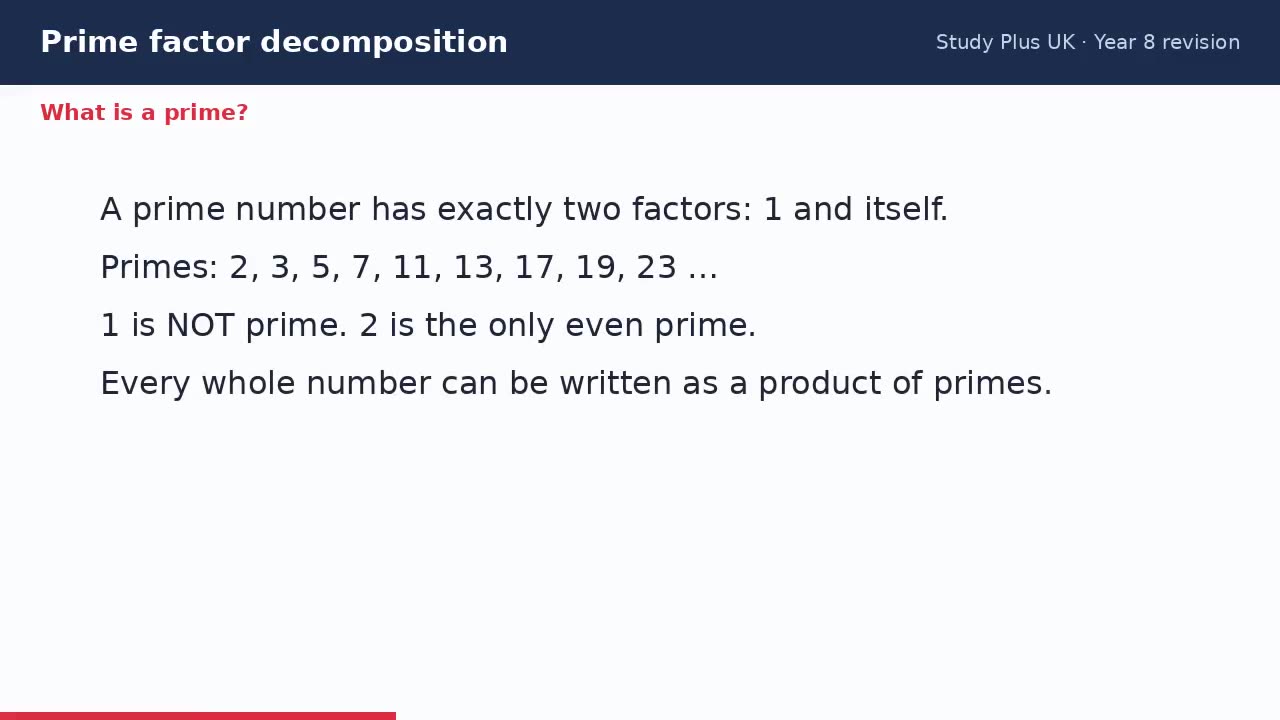 Prime factor decomposition
Study Plus UK · Year 8 revision
What is a prime?
A prime number has exactly two factors: 1 and itself.
Primes: 2, 3, 5, 7, 11, 13, 17, 19, 23 …
1 is NOT prime. 2 is the only even prime.
Every whole number can be written as a product of primes.